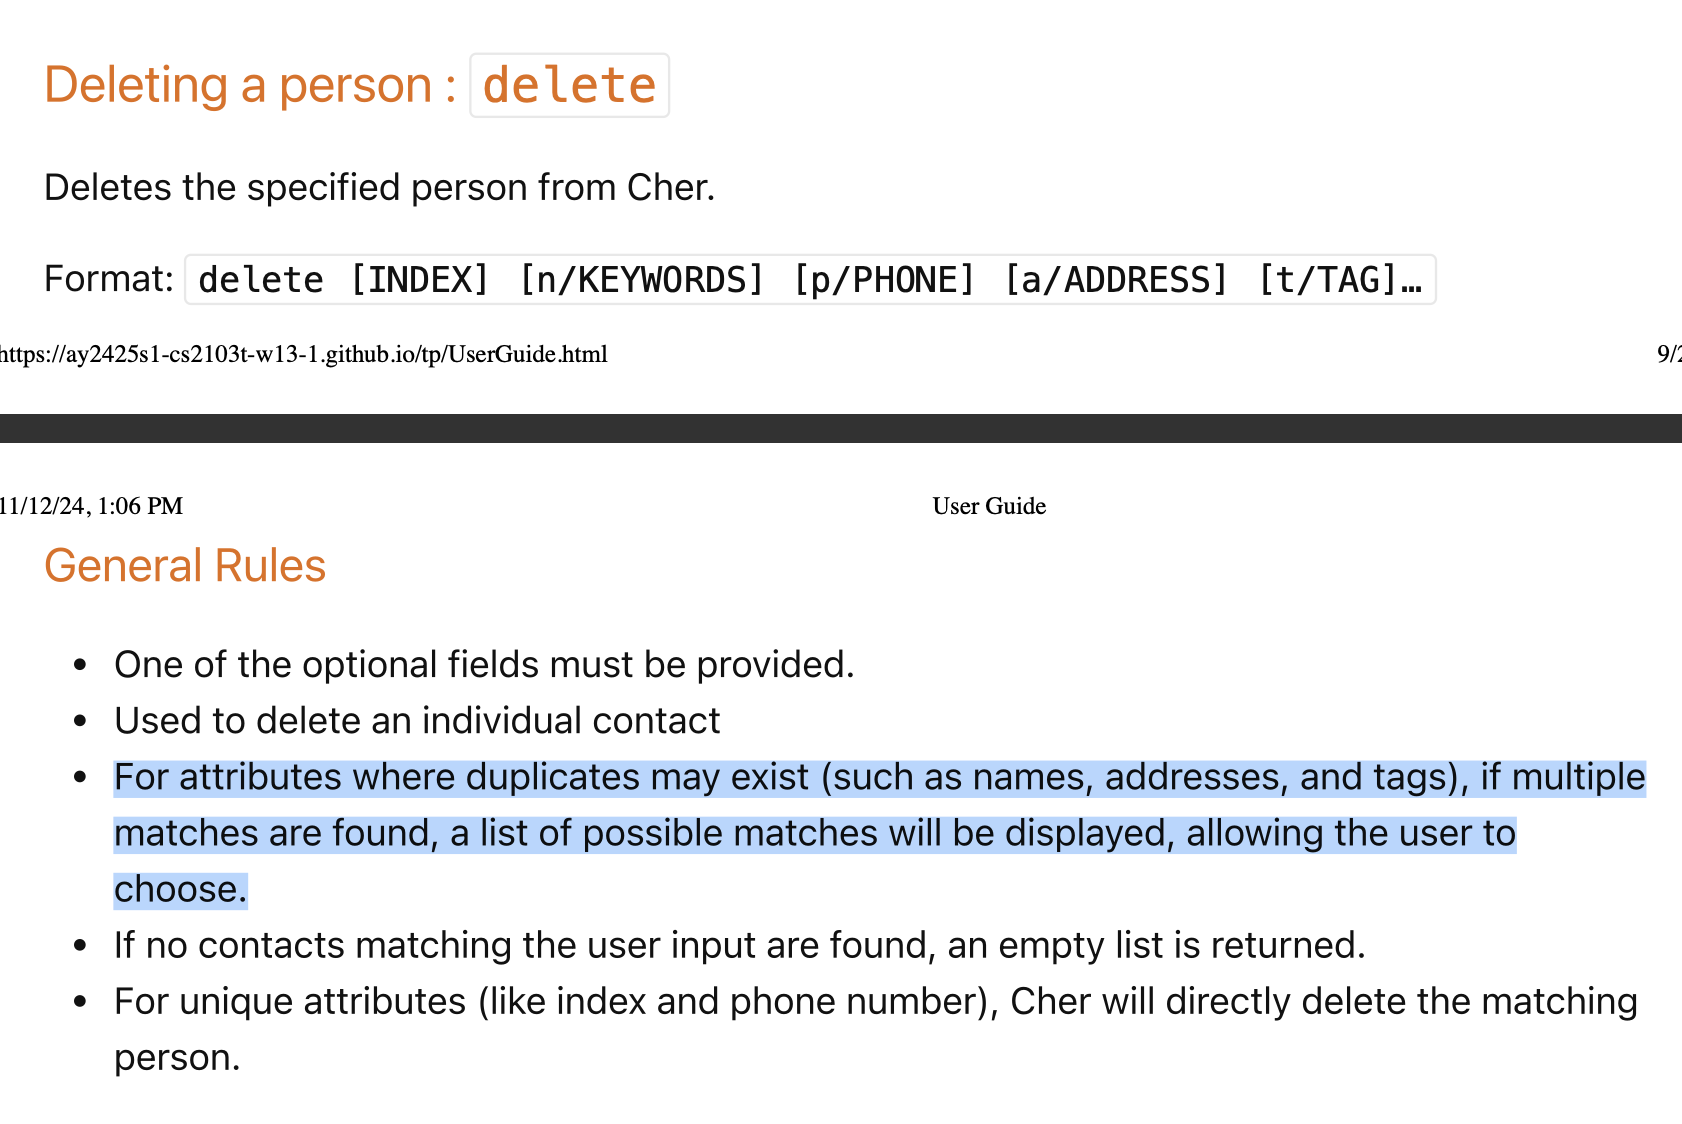 Deleting a person : delete
Deletes the specified person from Cher.
Format: delete [INDEX] [n/KEYWORDS] [p/PHONE] [a/ADDRESS] [t/TAG]…
https://ay2425s1-cs2103t-w13-1.github.io/tp/UserGuide.html 9/2
11/12/24, 1:06 PM User Guide
General Rules
• One of the optional fields must be provided.
• Used to delete an individual contact
• For attributes where duplicates may exist (such as names, addresses, and tags), if multiple
matches are found, a list of possible matches will be displayed, allowing the user to
choose.
• If no contacts matching the user input are found, an empty list is returned.
• For unique attributes (like index and phone number), Cher will directly delete the matching
person.